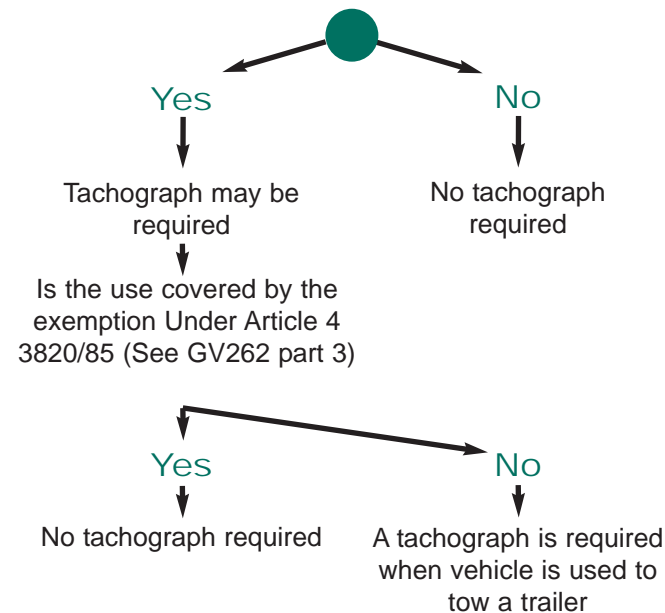 Yes
No
Tachograph may be
required
No tachograph
required
Is the use covered by the
exemption Under Article 4
3820/85 (See GV262 part 3)
Yes
No
No tachograph required
A tachograph is required
when vehicle is used to
tow a trailer